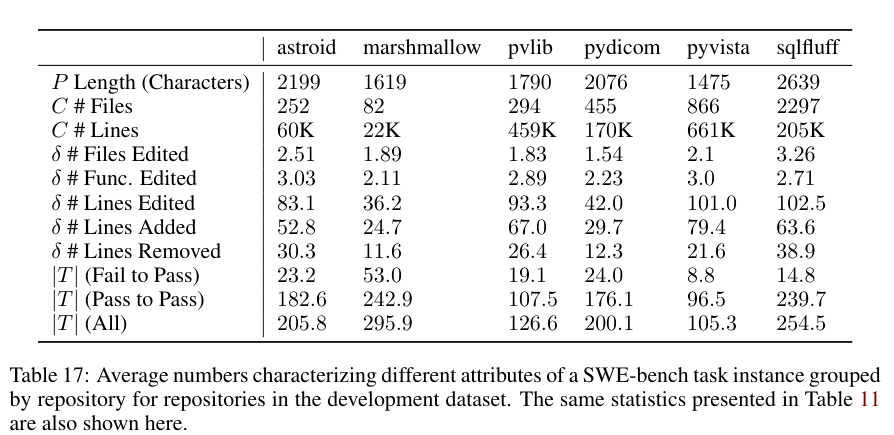 astroid marshmallow pvlib pydicom pyvista sqlfluff
P Length (Characters) 2199 1619 1790 2076 1475 2639
C # Files 252 82 294 455 866 2297
C # Lines 60K 22K 459K 170K 661K 205K
δ # Files Edited 2.51 1.89 1.83 1.54 2.1 3.26
δ # Func. Edited 3.03 2.11 2.89 2.23 3.0 2.71
δ # Lines Edited 83.1 36.2 93.3 42.0 101.0 102.5
δ # Lines Added 52.8 24.7 67.0 29.7 79.4 63.6
δ # Lines Removed 30.3 11.6 26.4 12.3 21.6 38.9
|T| (Fail to Pass) 23.2 53.0 19.1 24.0 8.8 14.8
|T| (Pass to Pass) 182.6 242.9 107.5 176.1 96.5 239.7
|T| (All) 205.8 295.9 126.6 200.1 105.3 254.5
Table 17: Average numbers characterizing different attributes of a SWE-bench task instance grouped
by repository for repositories in the development dataset. The same statistics presented in Table 11
are also shown here.